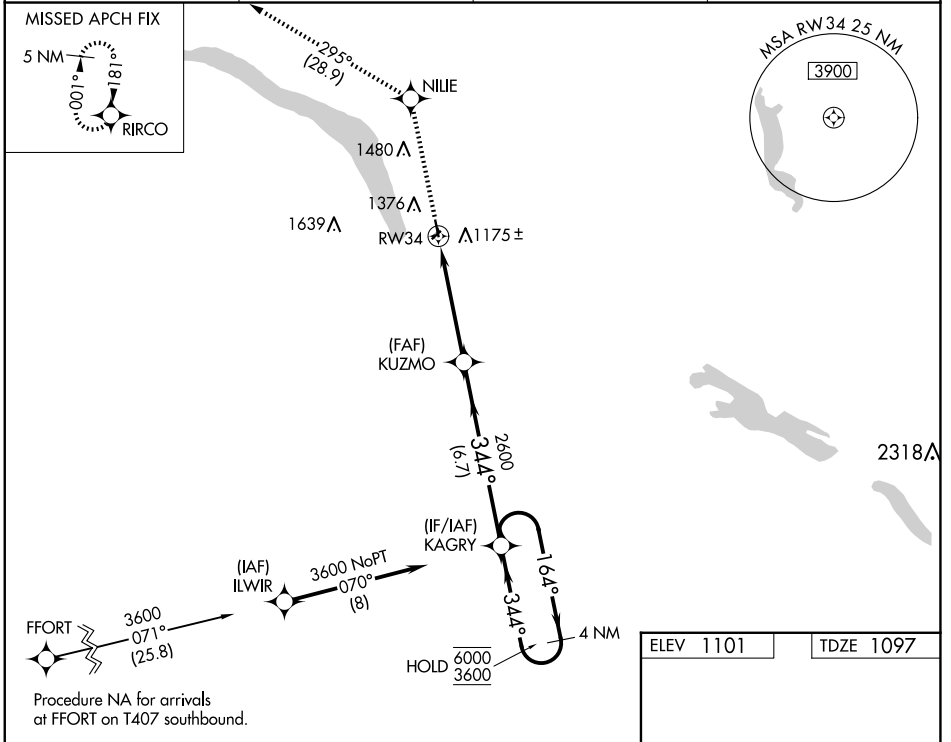 MISSED APCH FIX
5 NM
001°
181°
RIRCO
295°
(28.9)
NILIE
1480
1376
1639
RW34
1175 ±
MSA RW34 25 NM
3900
(FAF)
KUZMO
2600
344°
(6.7)
2318
(IF/IAF)
KAGRY
(IAF)
ILWIR
3600 NoPT
070°
(8)
164°
344°
4 NM
HOLD
6000
3600
FFORT
3600
071°
(25.8)
Procedure NA for arrivals
at FFORT on T407 southbound.
ELEV 1101
TDZE 1097